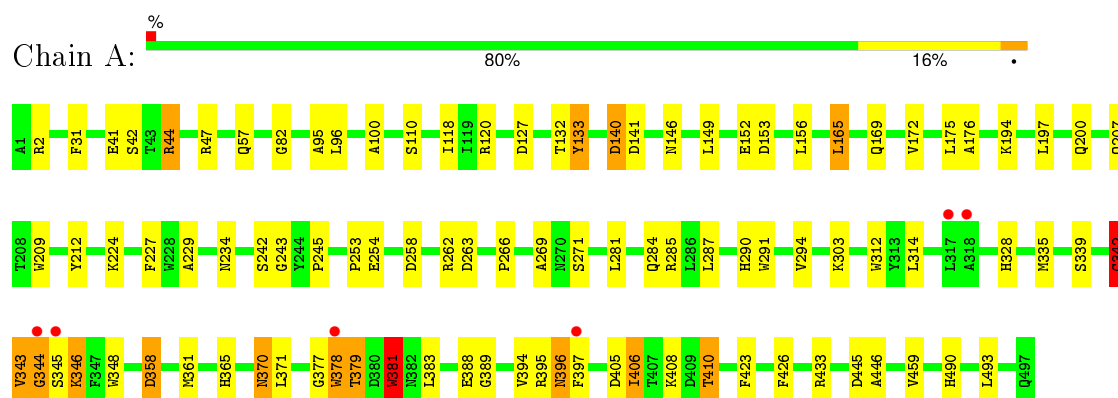 %
Chain A:
80% 16% •
A1 R2 F31 E41 S42 T43 R44 R47 Q57 G82 A95 L96 A100 S110 I118 I119 R120 D127 T132 Y133 D140 D141 N146 L149 E152 D153 L156 L165 Q169 V172 L175 A176 K194 L197 Q200 Q207
T208 W209 Y212 K224 F227 W228 A229 N234 S242 G243 Y244 P245 P253 E254 D258 R262 D263 P266 A269 N270 S271 L281 Q284 R285 L286 L287 H290 W291 V294 K303 W312 Y313 L314 L317 A318 H328 M335 S339 G342
V343 G344 S345 K346 F347 W348 D358 M361 H365 N370 L371 G377 W378 T379 D380 W381 N382 L383 E388 G389 V394 R395 N396 F397 D405 I406 T407 K408 D409 T410 F423 F426 R433 D445 A446 V459 H490 L493 Q497